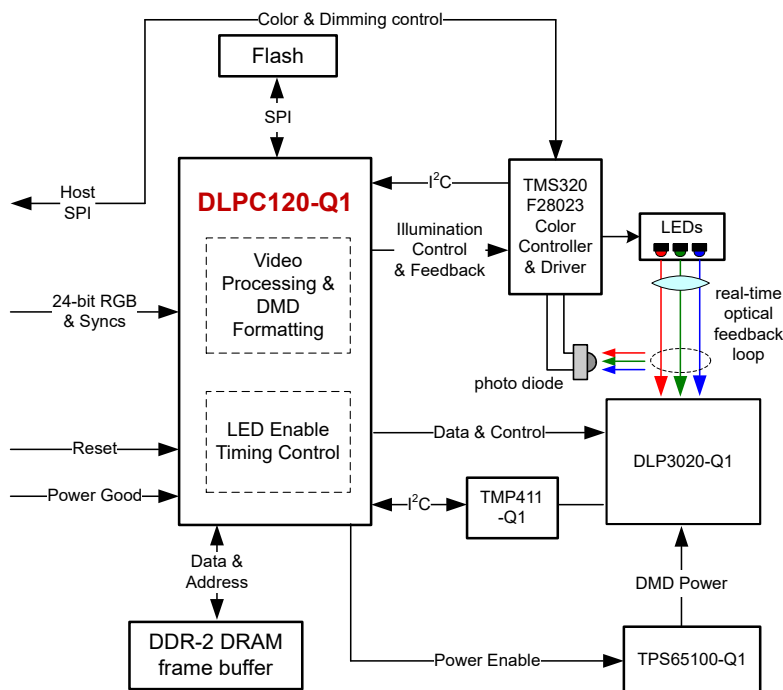 Color & Dimming control
Flash
SPI
Host
SPI
DLPC120-Q1
I²C
TMS320
F28023
Color
Controller
& Driver
LEDs
Illumination
Control
& Feedback
Video
Processing &
DMD
Formatting
24-bit RGB
& Syncs
real-time
optical
feedback
loop
photo diode
LED Enable
Timing Control
Reset
Data & Control
DLP3020-Q1
Power Good
I²C
TMP411
-Q1
Data &
Address
DMD Power
DDR-2 DRAM
frame buffer
Power Enable
TPS65100-Q1